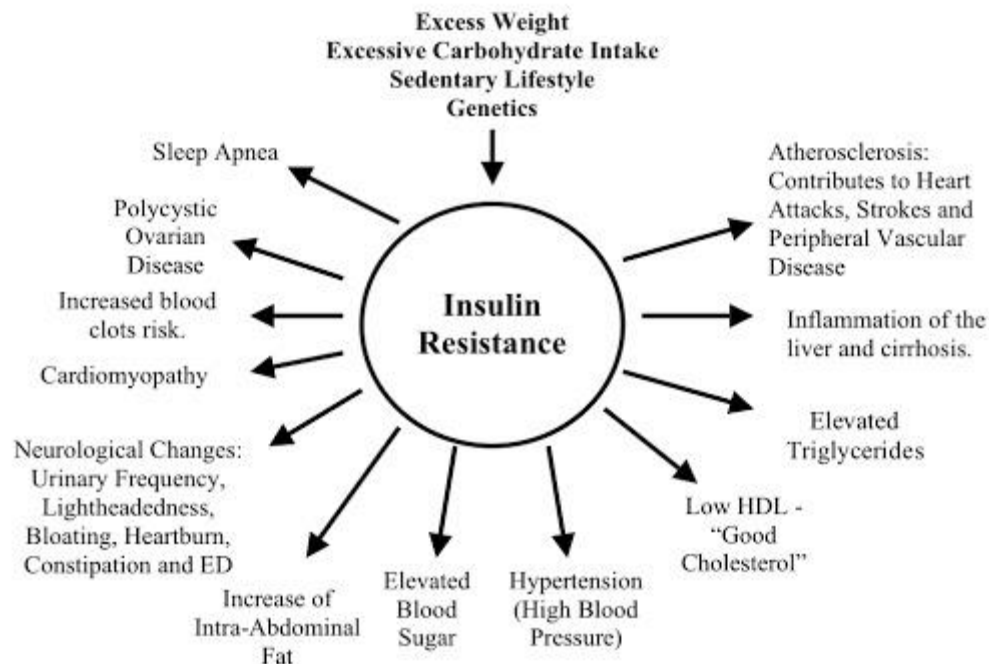 Excess Weight
Excessive Carbohydrate Intake
Sedentary Lifestyle
Genetics
Sleep Apnea
Polycystic
Ovarian
Disease
Increased blood
clots risk.
Cardiomyopathy
Neurological Changes:
Urinary Frequency,
Lightheadedness,
Bloating, Heartburn,
Constipation and ED
Increase of
Intra-Abdominal
Fat
Elevated
Blood
Sugar
Hypertension
(High Blood
Pressure)
Low HDL -
“Good
Cholesterol”
Elevated
Triglycerides
Inflammation of the
liver and cirrhosis.
Atherosclerosis:
Contributes to Heart
Attacks, Strokes and
Peripheral Vascular
Disease
Insulin
Resistance